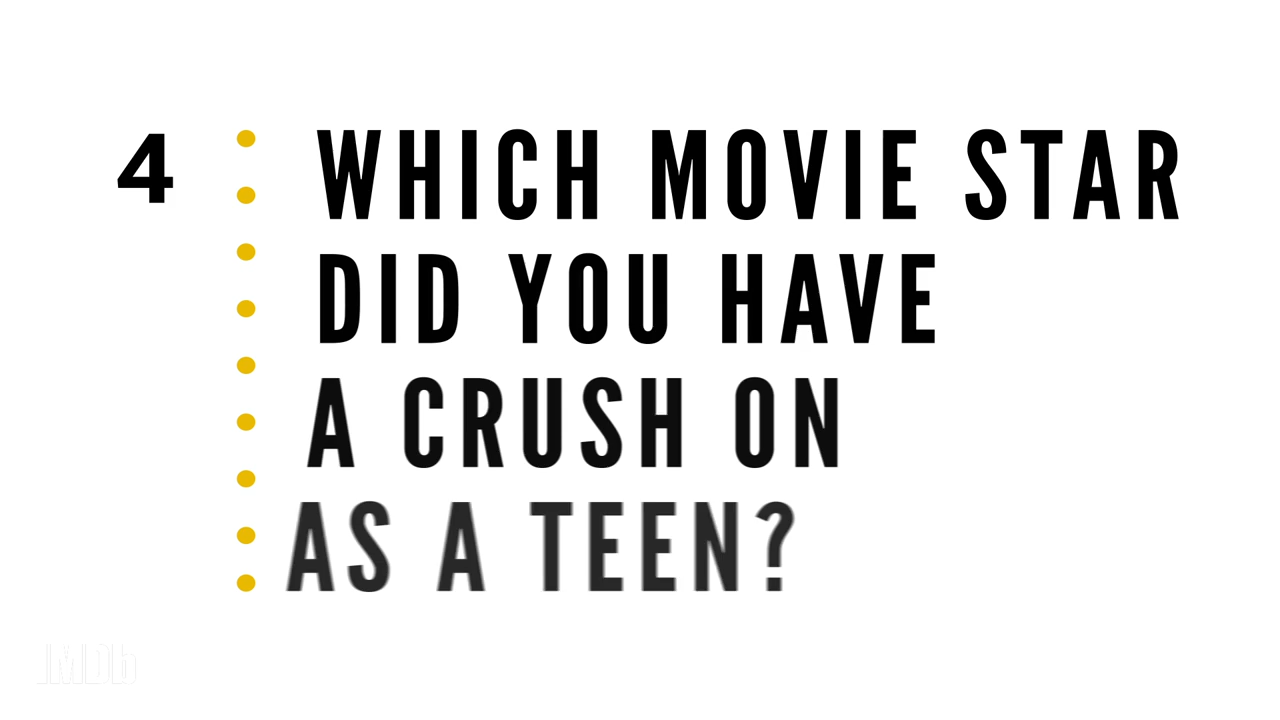 4
WHICH MOVIE STAR
DID YOU HAVE
A CRUSH ON
AS A TEEN?
IMDb